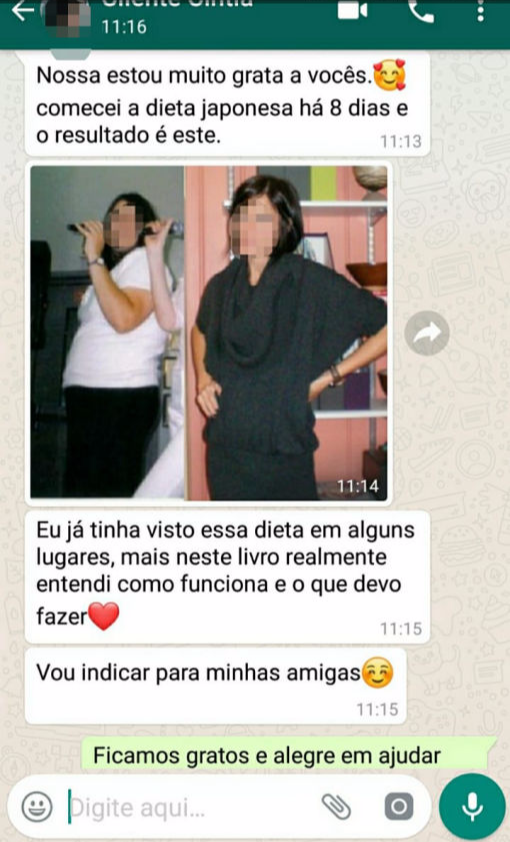 11:16
Nossa estou muito grata a vocês.🥰
comecei a dieta japonesa há 8 dias e
o resultado é este.
11:13
11:14
Eu já tinha visto essa dieta em alguns
lugares, mais neste livro realmente
entendi como funciona e o que devo
fazer❤️
11:15
Vou indicar para minhas amigas☺️
11:15
Ficamos gratos e alegre em ajudar
Digite aqui...